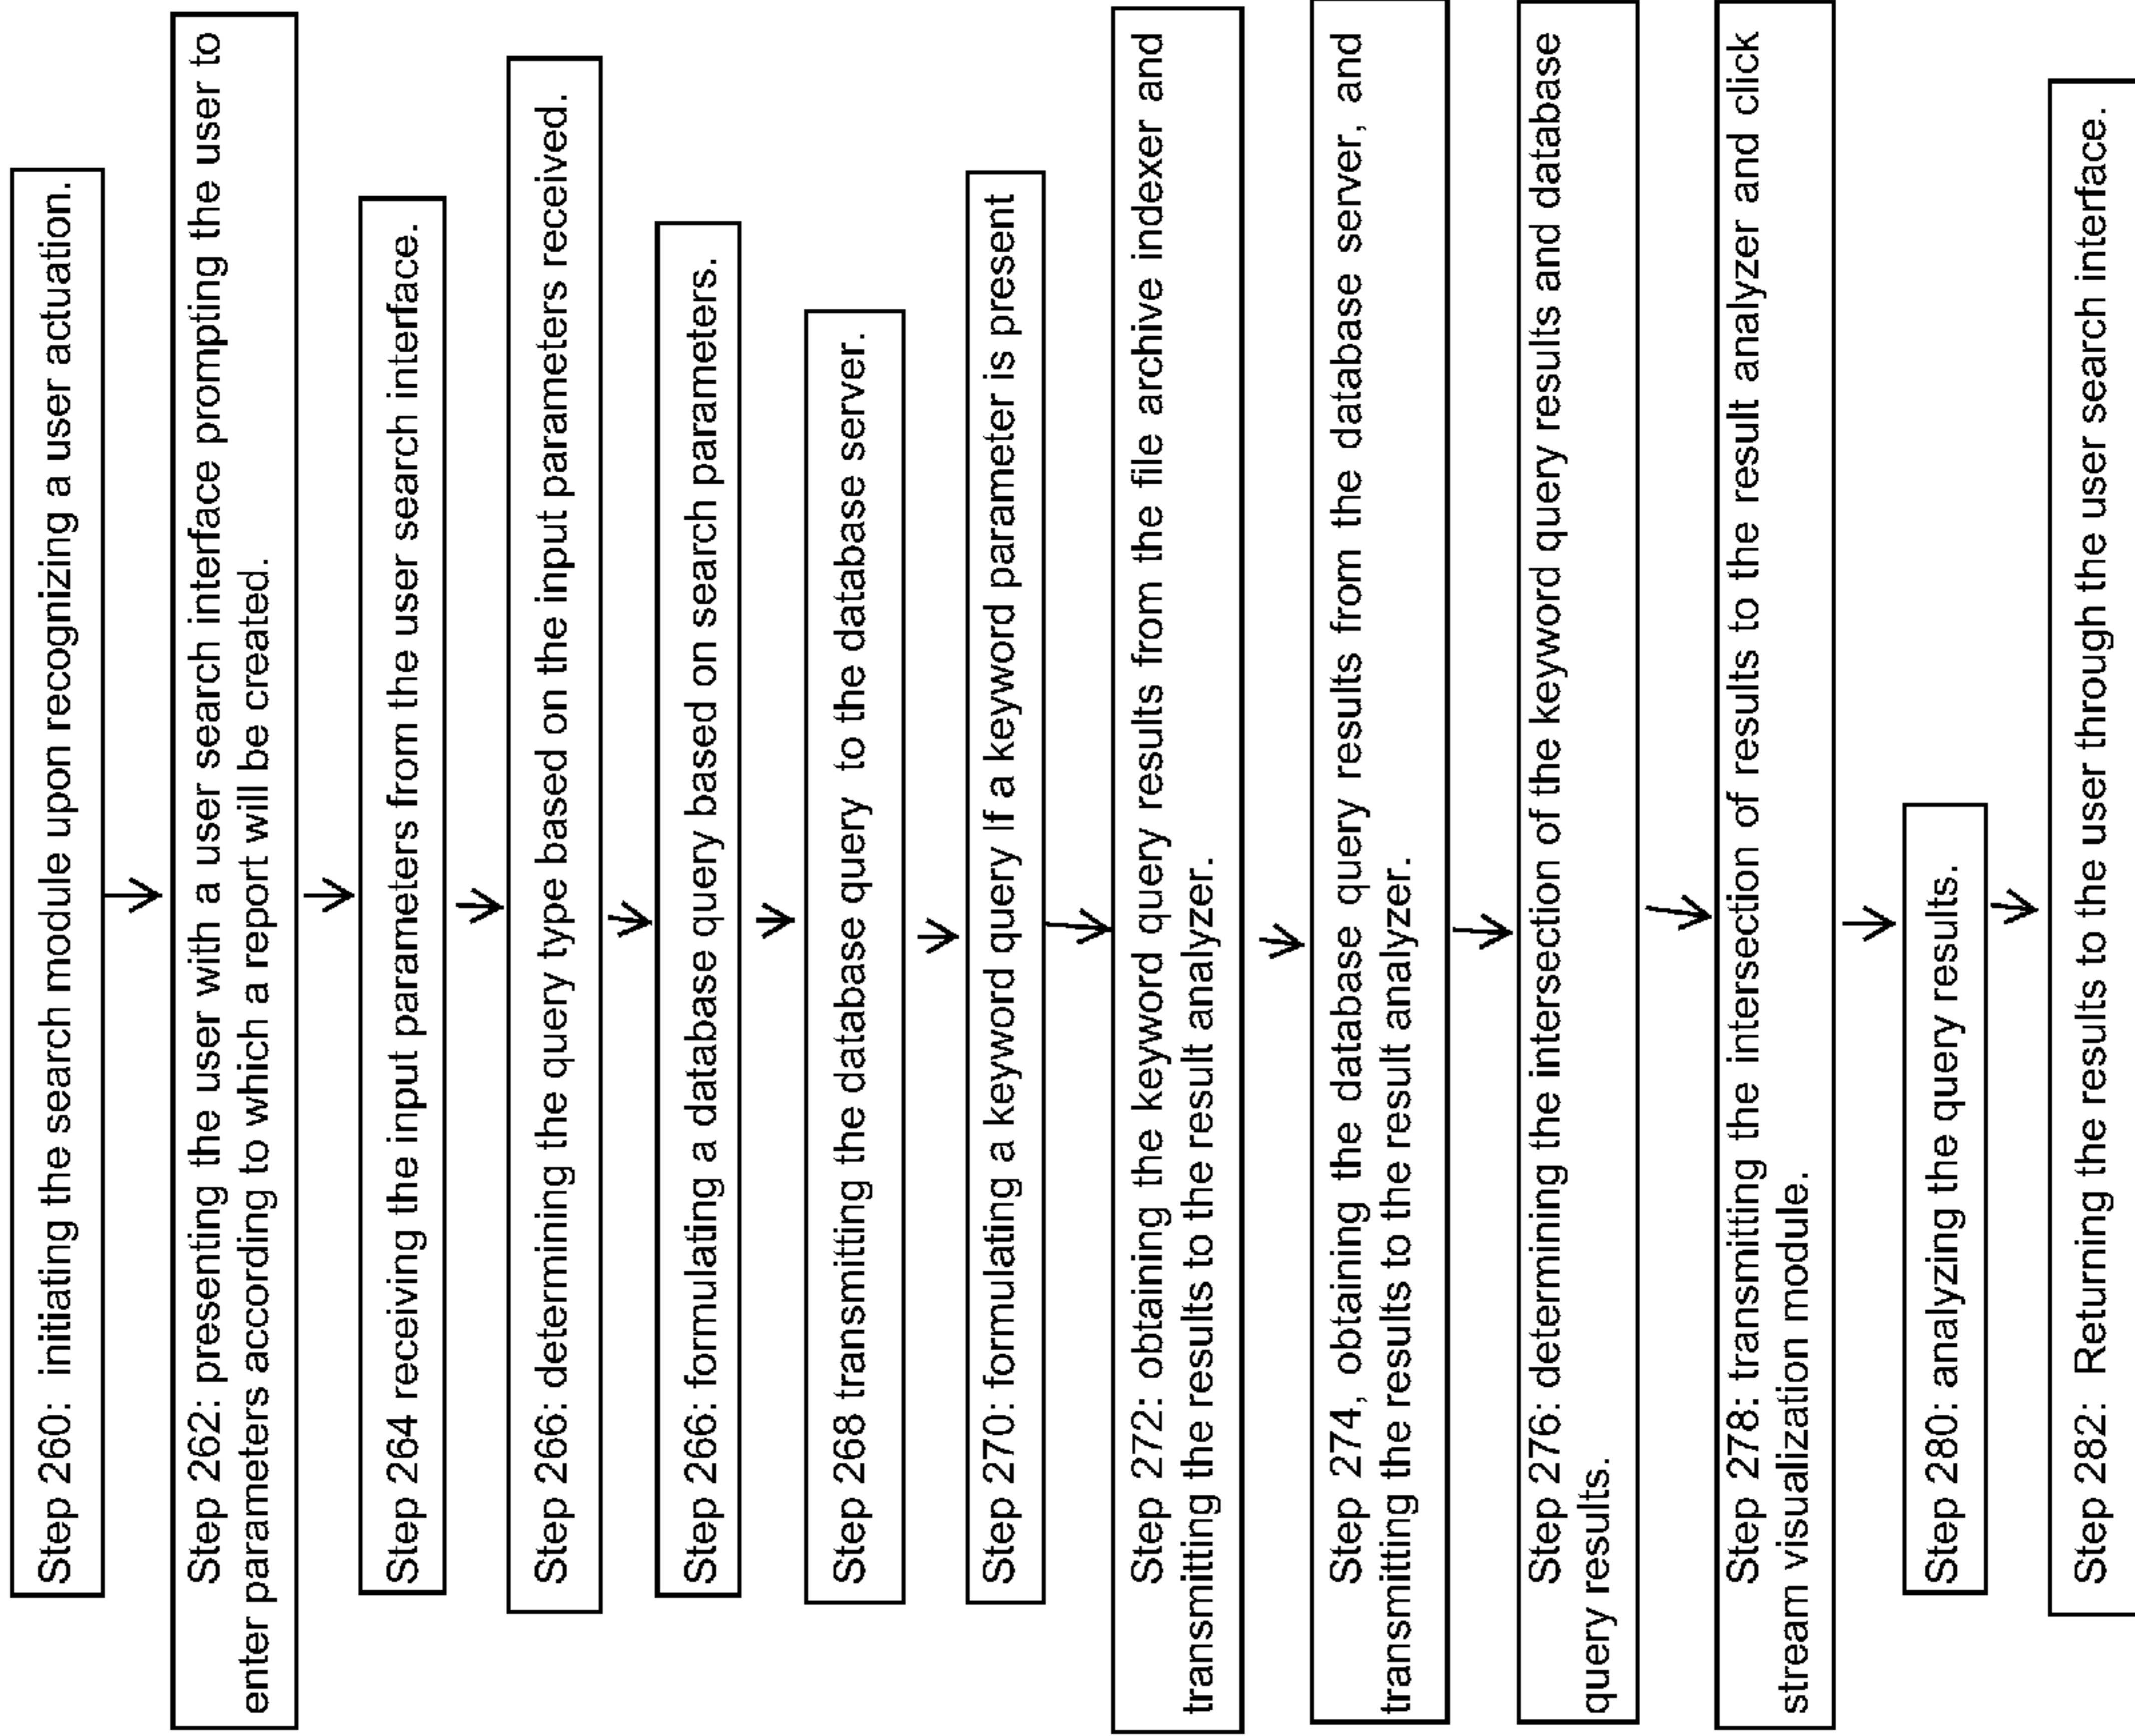 Step 260: initiating the search module upon recognizing a user actuation.
Step 262: presenting the user with a user search interface prompting the user to
enter parameters according to which a report will be created.
Step 264 receiving the input parameters from the user search interface.
Step 266: determining the query type based on the input parameters received.
Step 266: formulating a database query based on search parameters.
Step 268 transmitting the database query to the database server.
Step 270: formulating a keyword query If a keyword parameter is present
Step 272: obtaining the keyword query results from the file archive indexer and
transmitting the results to the result analyzer.
Step 274, obtaining the database query results from the database server, and
transmitting the results to the result analyzer.
Step 276: determining the intersection of the keyword query results and database
query results.
Step 278: transmitting the intersection of results to the result analyzer and click
stream visualization module.
Step 280: analyzing the query results.
Step 282: Returning the results to the user through the user search interface.